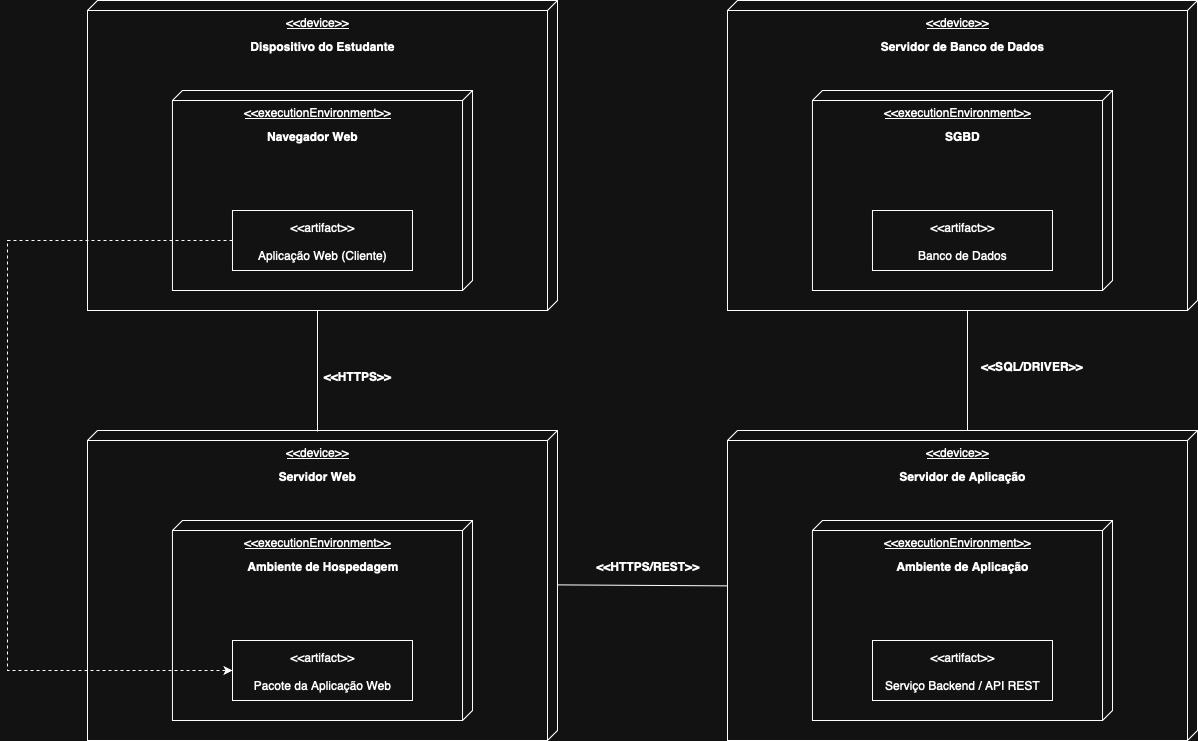 <<device>>
Dispositivo do Estudante
<<executionEnvironment>>
Navegador Web
<<artifact>>
Aplicação Web (Cliente)
<<device>>
Servidor de Banco de Dados
<<executionEnvironment>>
SGBD
<<artifact>>
Banco de Dados
<<HTTPS>>
<<SQL/DRIVER>>
<<device>>
Servidor Web
<<executionEnvironment>>
Ambiente de Hospedagem
<<artifact>>
Pacote da Aplicação Web
<<HTTPS/REST>>
<<device>>
Servidor de Aplicação
<<executionEnvironment>>
Ambiente de Aplicação
<<artifact>>
Serviço Backend / API REST